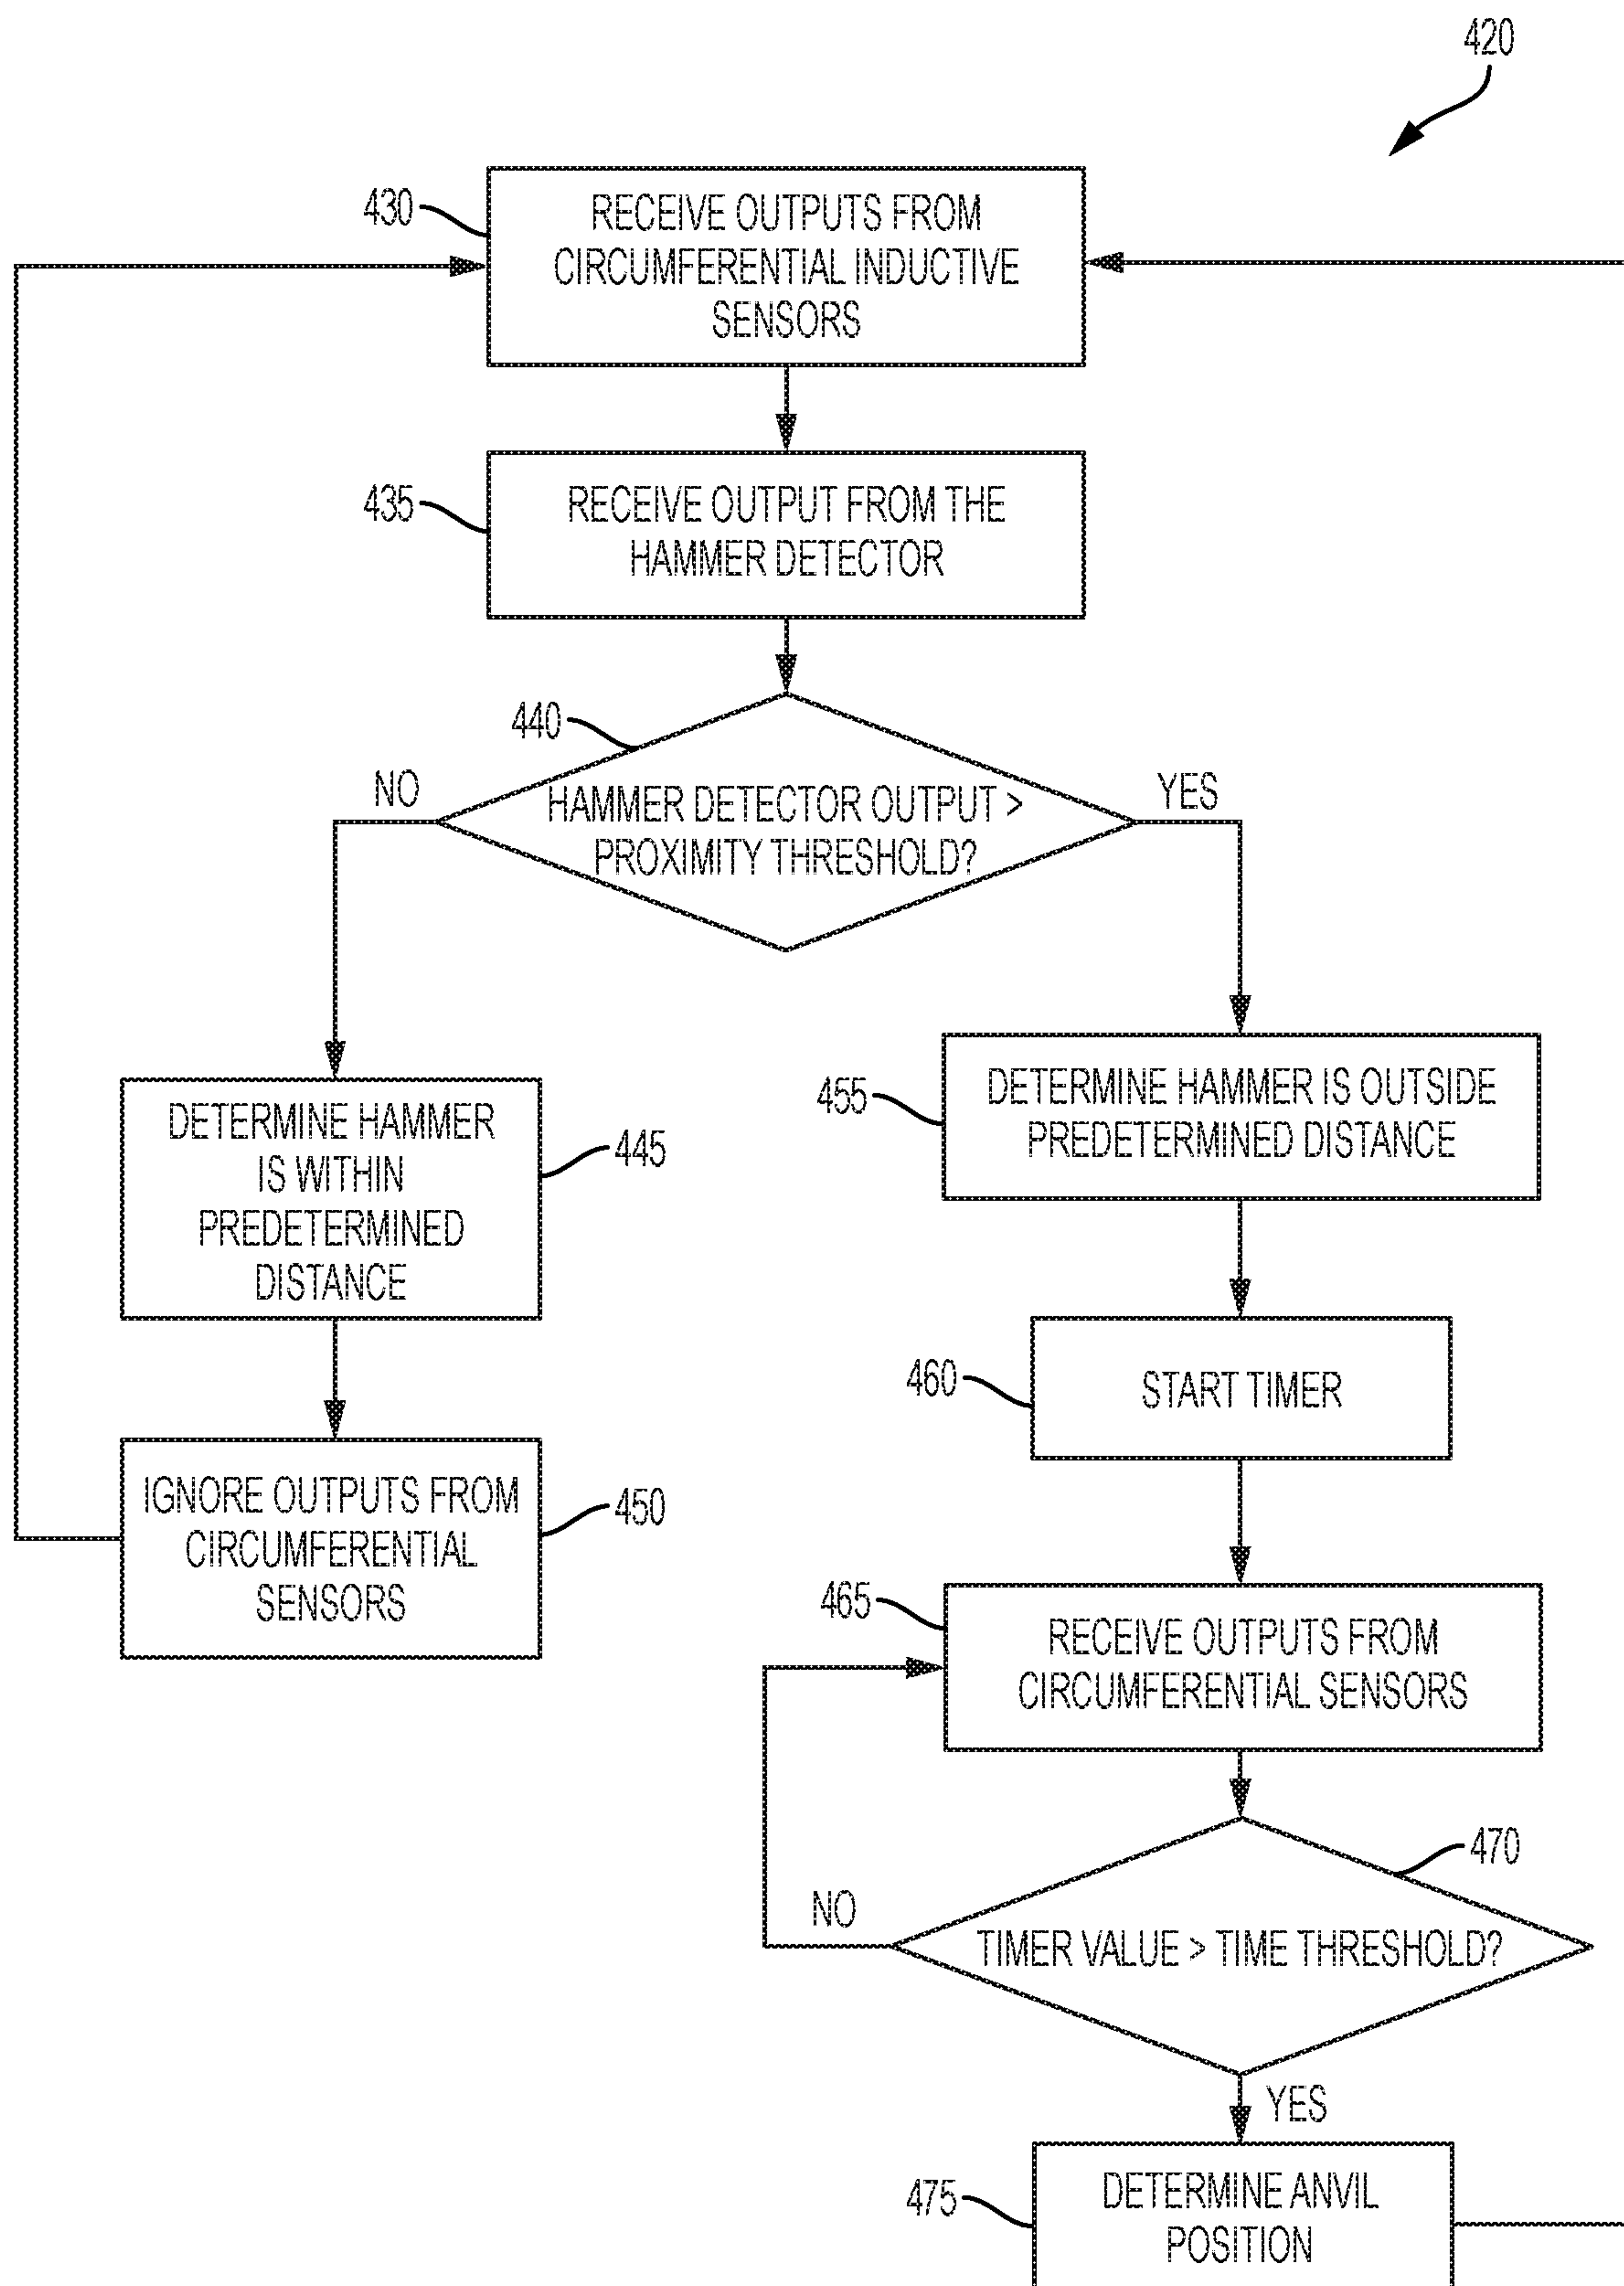 420
430
RECEIVE OUTPUTS FROM
CIRCUMFERENTIAL INDUCTIVE
SENSORS
435
RECEIVE OUTPUT FROM THE
HAMMER DETECTOR
440
NO
HAMMER DETECTOR OUTPUT >
PROXIMITY THRESHOLD?
YES
DETERMINE HAMMER
IS WITHIN
PREDETERMINED
DISTANCE
445
IGNORE OUTPUTS FROM
CIRCUMFERENTIAL
SENSORS
450
455
DETERMINE HAMMER IS OUTSIDE
PREDETERMINED DISTANCE
460
START TIMER
465
RECEIVE OUTPUTS FROM
CIRCUMFERENTIAL SENSORS
470
NO
TIMER VALUE > TIME THRESHOLD?
YES
475
DETERMINE ANVIL
POSITION